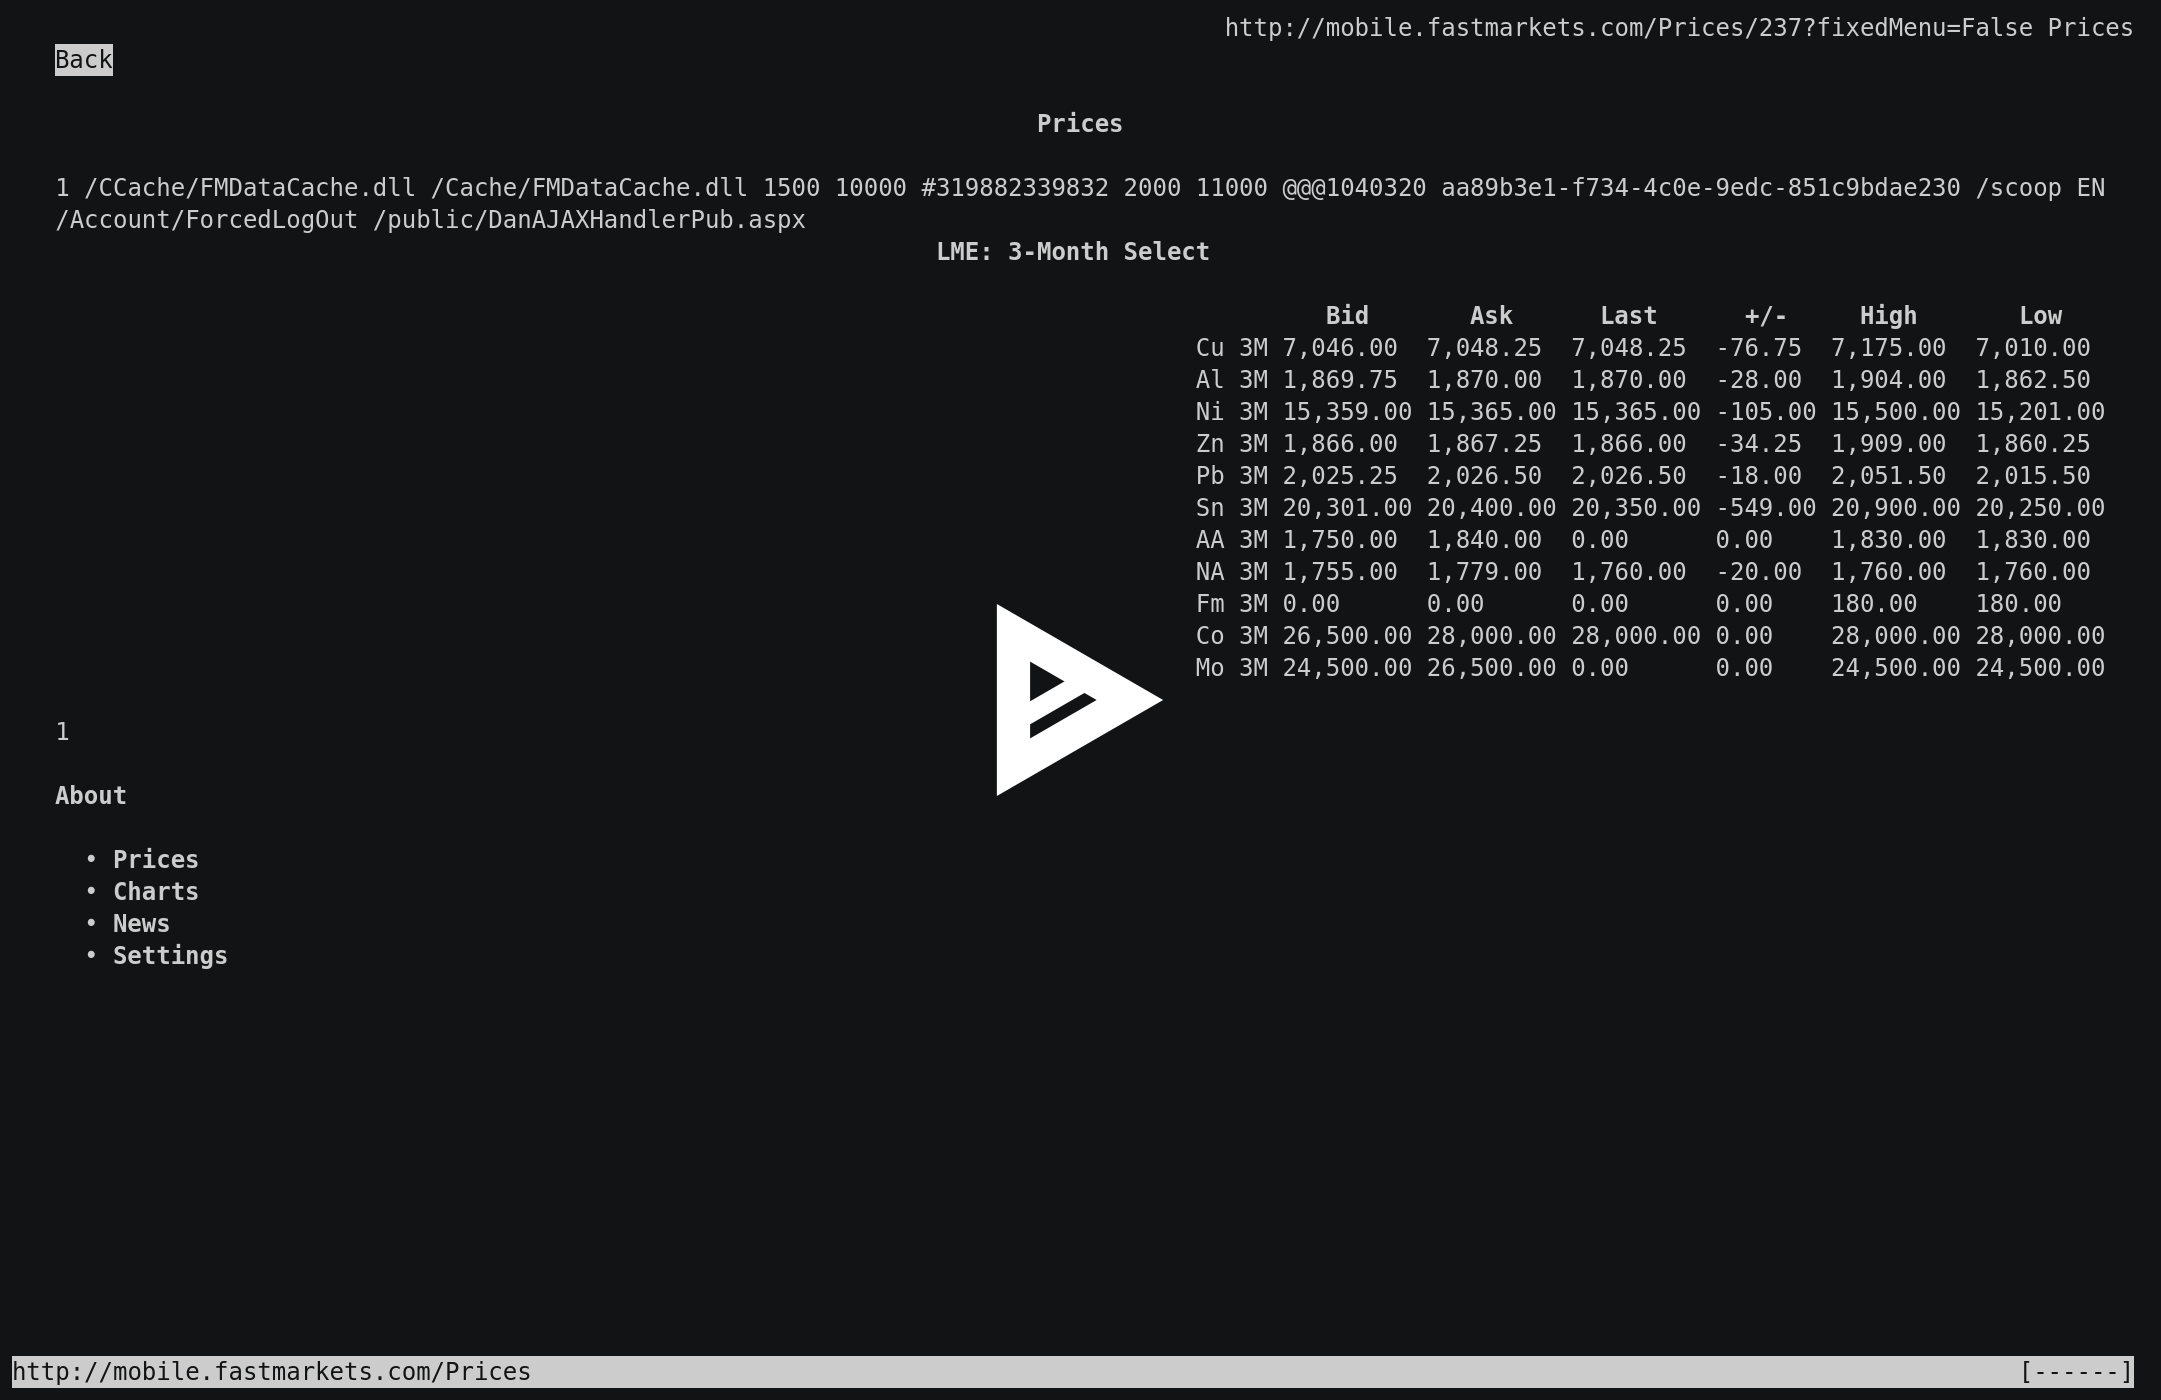 http://mobile.fastmarkets.com/Prices/237?fixedMenu=False Prices
Back
Prices
1 /CCache/FMDataCache.dll /Cache/FMDataCache.dll 1500 10000 #319882339832 2000 11000 @@@1040320 aa89b3e1-f734-4c0e-9edc-851c9bdae230 /scoop EN
/Account/ForcedLogOut /public/DanAJAXHandlerPub.aspx
LME: 3-Month Select
Bid Ask Last +/- High Low
Cu 3M 7,046.00 7,048.25 7,048.25 -76.75 7,175.00 7,010.00
Al 3M 1,869.75 1,870.00 1,870.00 -28.00 1,904.00 1,862.50
Ni 3M 15,359.00 15,365.00 15,365.00 -105.00 15,500.00 15,201.00
Zn 3M 1,866.00 1,867.25 1,866.00 -34.25 1,909.00 1,860.25
Pb 3M 2,025.25 2,026.50 2,026.50 -18.00 2,051.50 2,015.50
Sn 3M 20,301.00 20,400.00 20,350.00 -549.00 20,900.00 20,250.00
AA 3M 1,750.00 1,840.00 0.00 0.00 1,830.00 1,830.00
NA 3M 1,755.00 1,779.00 1,760.00 -20.00 1,760.00 1,760.00
Fm 3M 0.00 0.00 0.00 0.00 180.00 180.00
Co 3M 26,500.00 28,000.00 28,000.00 0.00 28,000.00 28,000.00
Mo 3M 24,500.00 26,500.00 0.00 0.00 24,500.00 24,500.00
1
About
• Prices
• Charts
• News
• Settings
http://mobile.fastmarkets.com/Prices [------]